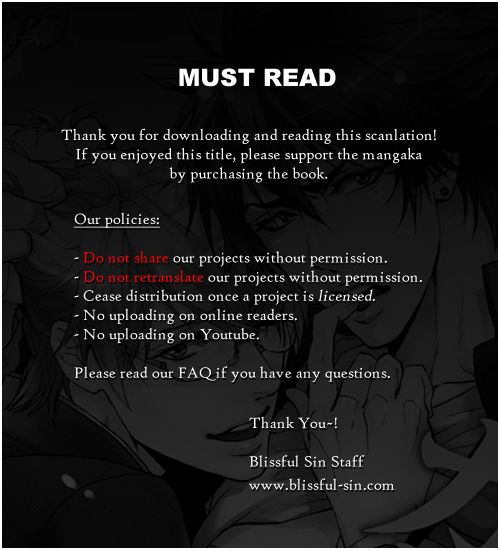 MUST READ
Thank you for downloading and reading this scanlation!
If you enjoyed this title, please support the mangaka
by purchasing the book.
Our policies:
- Do not share our projects without permission.
- Do not retranslate our projects without permission.
- Cease distribution once a project is licensed.
- No uploading on online readers.
- No uploading on Youtube.
Please read our FAQ if you have any questions.
Thank You~!
Blissful Sin Staff
www.blissful-sin.com